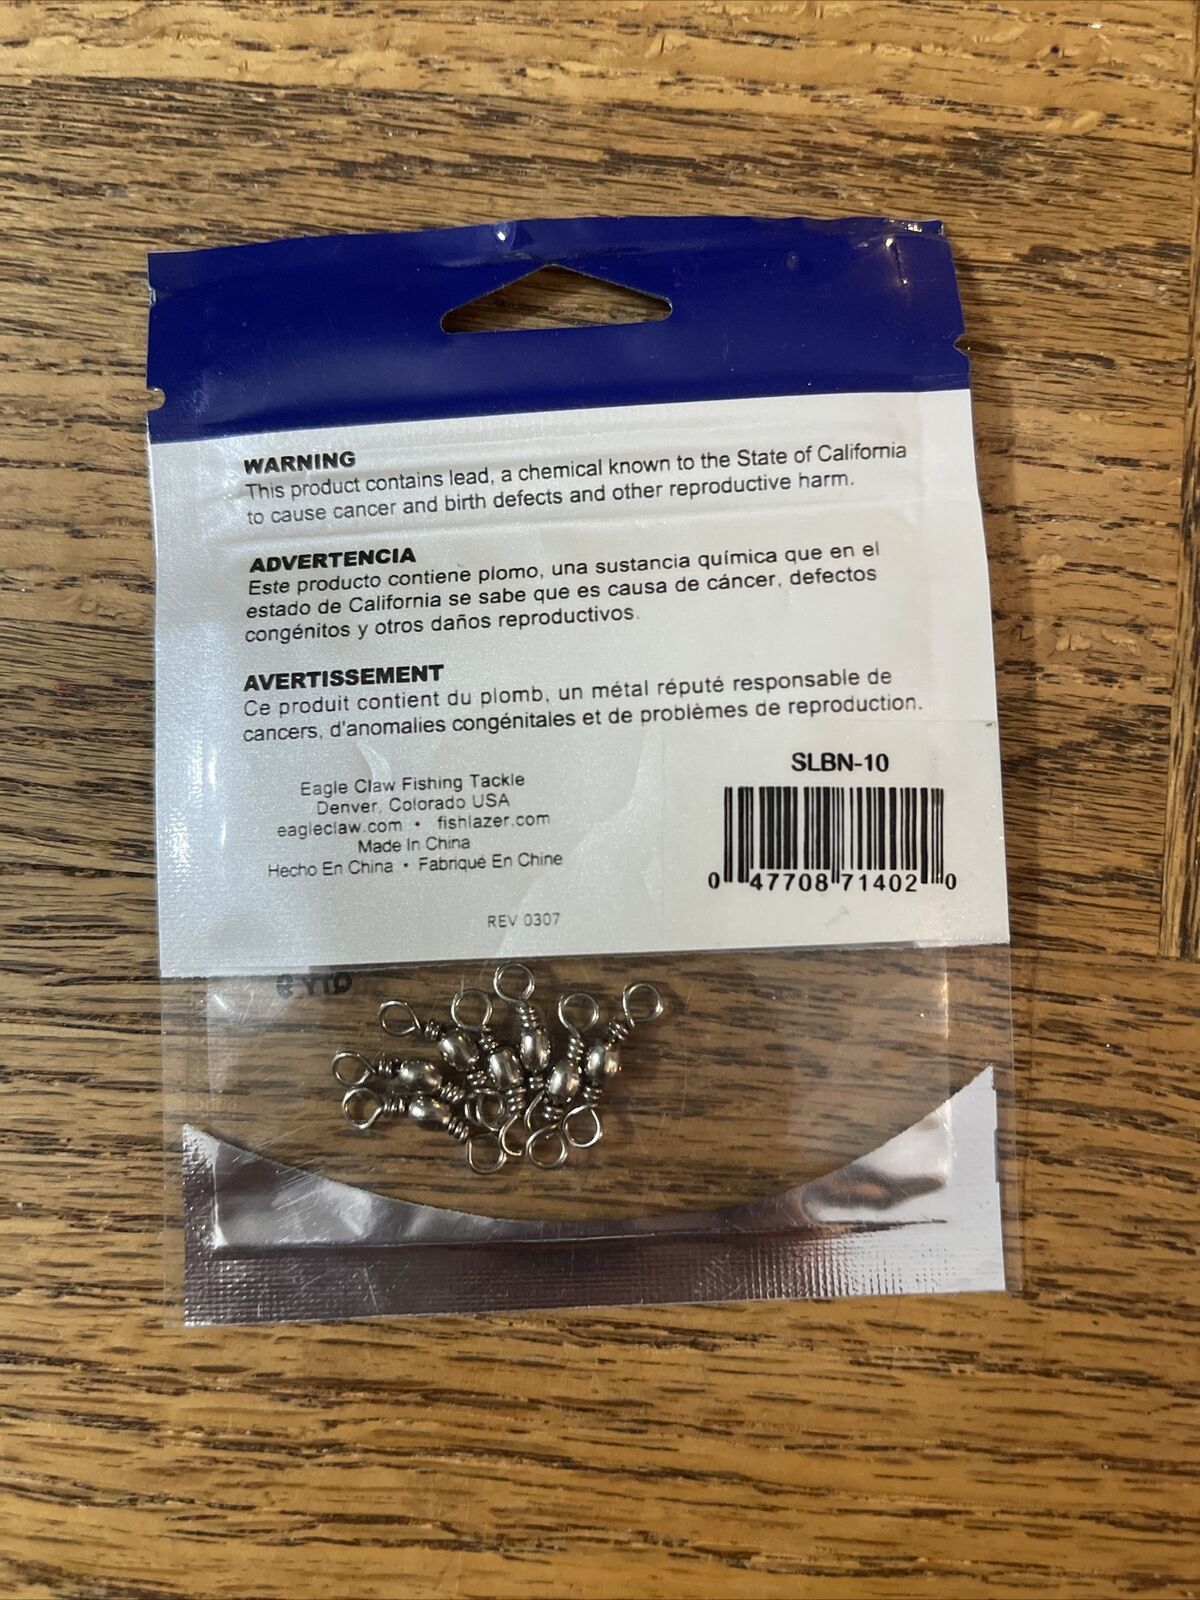 WARNING
This product contains lead, a chemical known to the State of California
to cause cancer and birth defects and other reproductive harm.
ADVERTENCIA
Este producto contiene plomo, una sustancia química que en el
estado de California se sabe que es causa de cáncer, defectos
congénitos y otros daños reproductivos.
AVERTISSEMENT
Ce produit contient du plomb, un métal réputé responsable de
cancers, d'anomalies congénitales et de problèmes de reproduction.
Eagle Claw Fishing Tackle
Denver, Colorado USA
eagleclaw.com • fishlazer.com
Made In China
Hecho En China • Fabriqué En Chine
REV 0307
SLBN-10
0 47708 71402 0